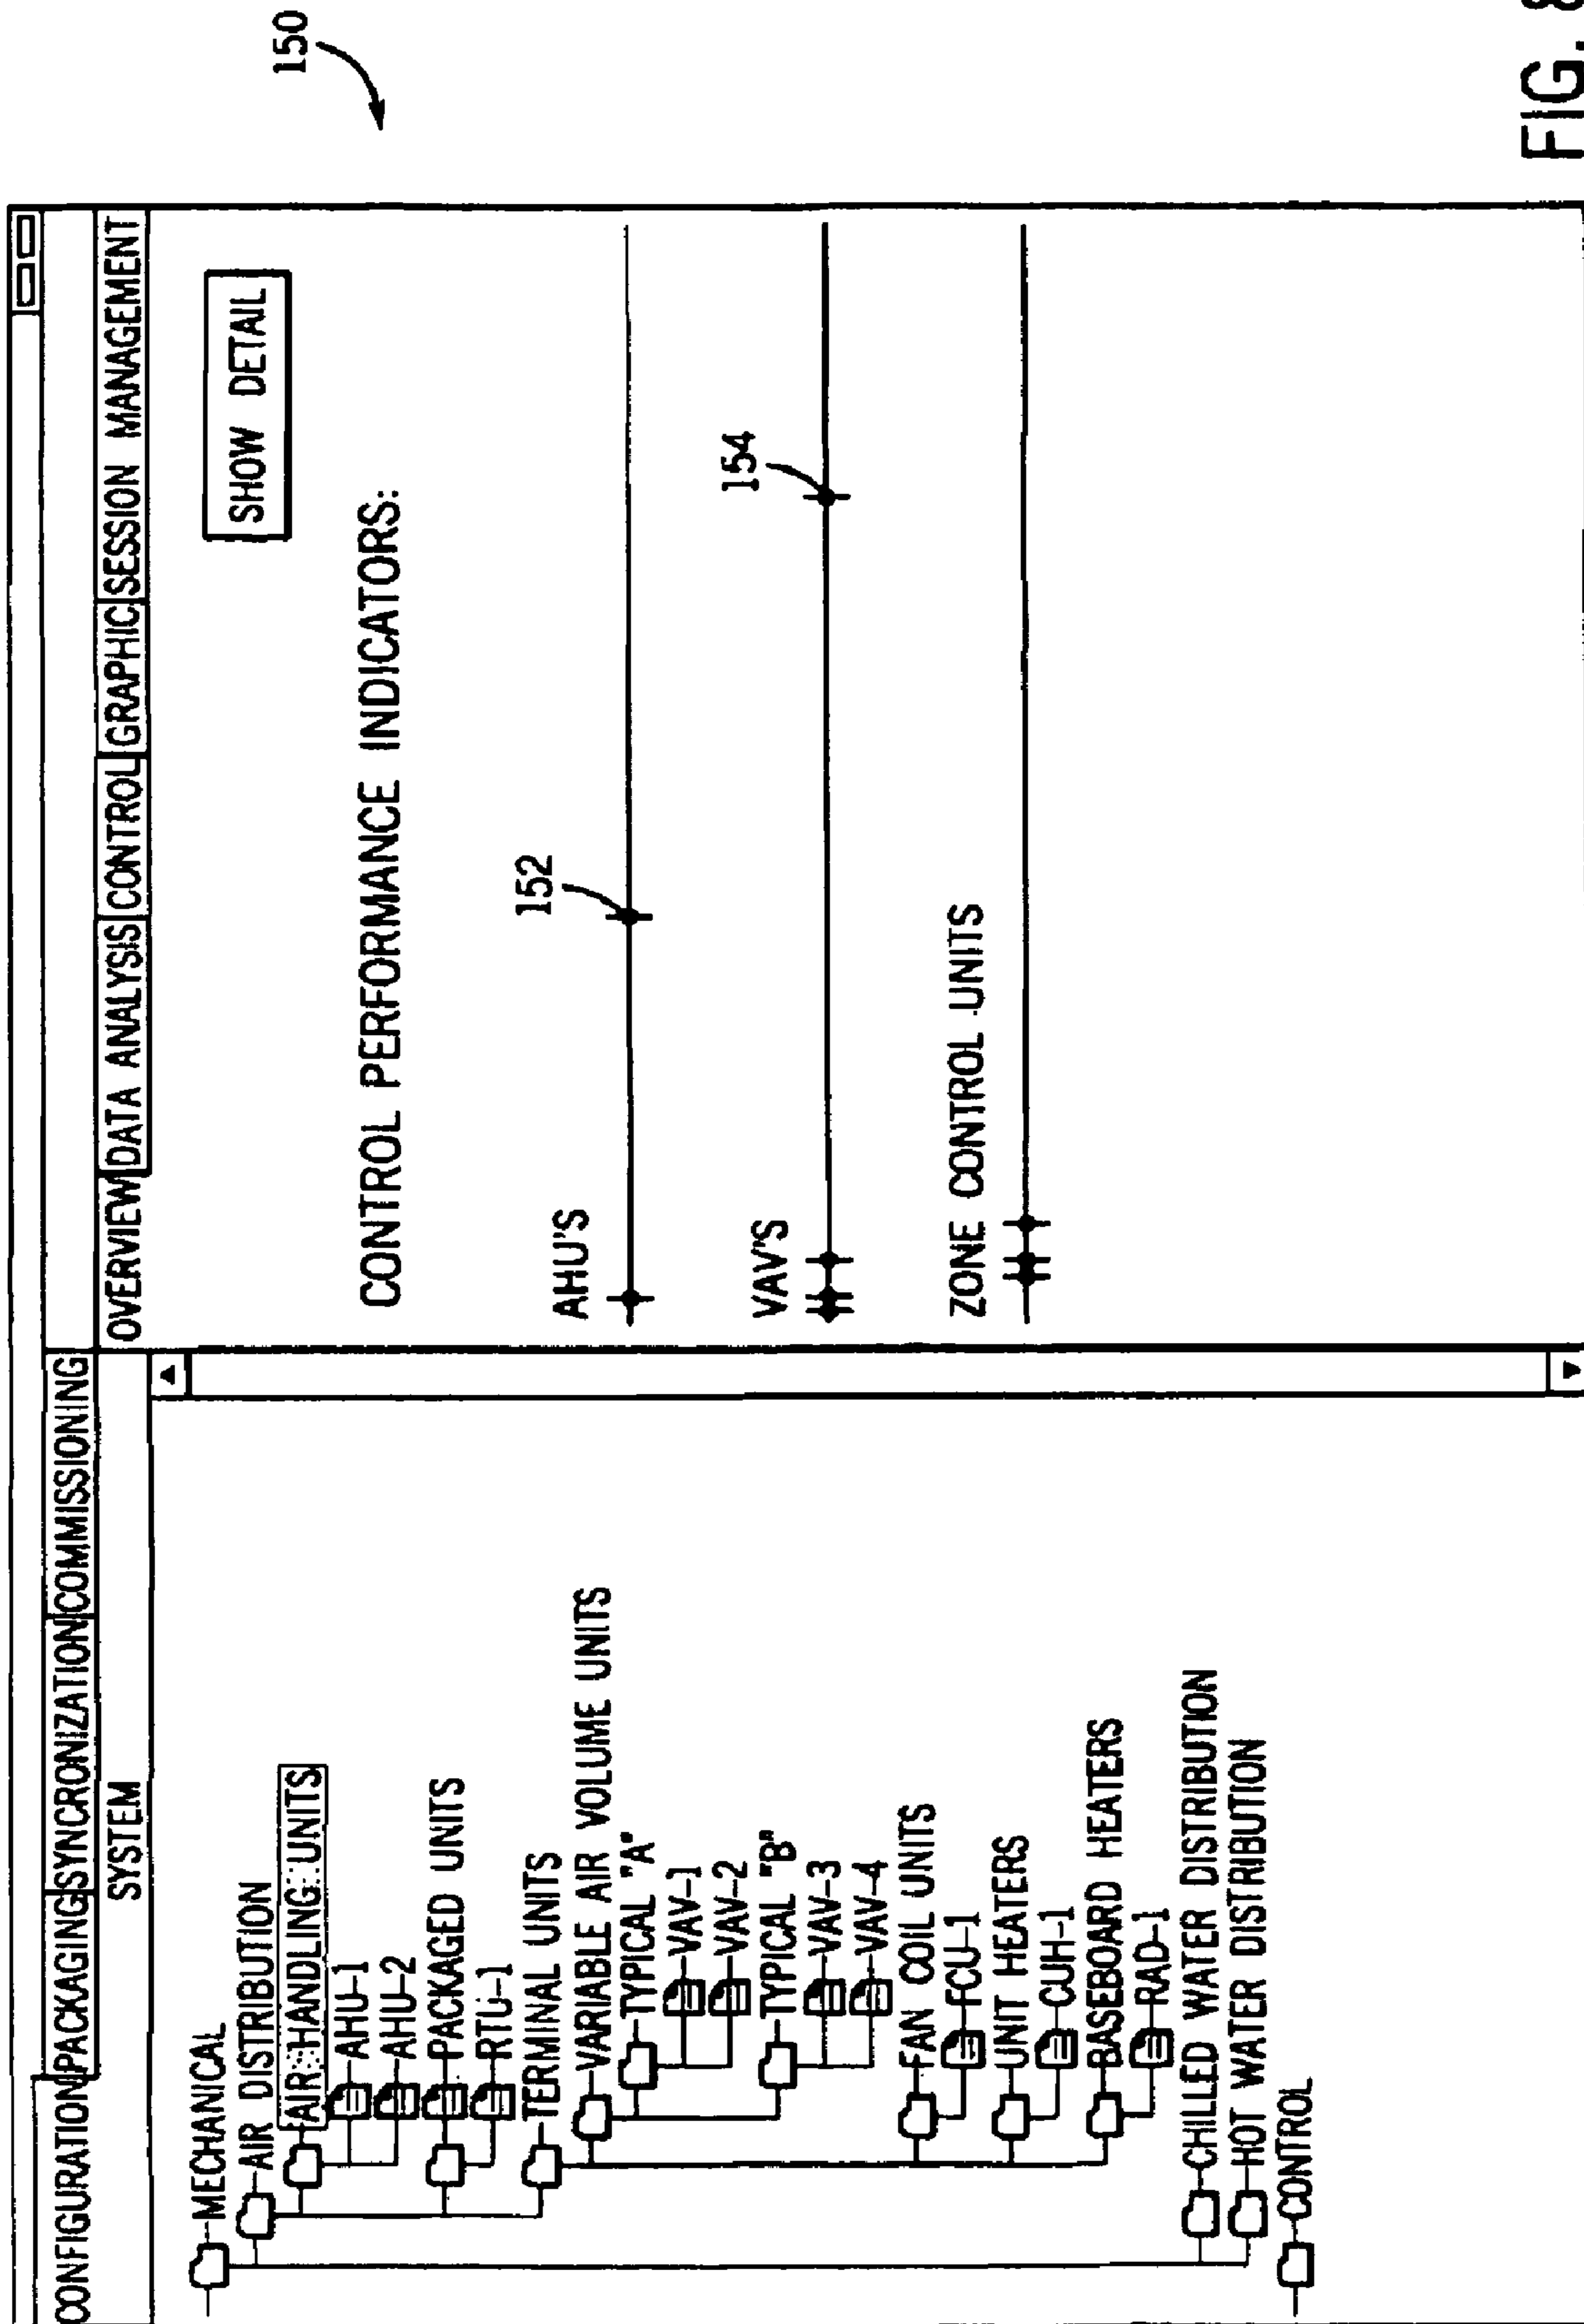 CONFIGURATION PACKAGING SYNCRONIZATION COMMISSIONING
SYSTEM
MECHANICAL
AIR DISTRIBUTION
AIR HANDLING UNITS
AHU-1
AHU-2
PACKAGED UNITS
RTU-1
TERMINAL UNITS
VARIABLE AIR VOLUME UNITS
TYPICAL "A"
VAV-1
VAV-2
TYPICAL "B"
VAV-3
VAV-4
FAN COIL UNITS
FCU-1
UNIT HEATERS
CUH-1
BASEBOARD HEATERS
RAD-1
CHILLED WATER DISTRIBUTION
HOT WATER DISTRIBUTION
CONTROL
OVERVIEW DATA ANALYSIS CONTROL GRAPHIC SESSION MANAGEMENT
SHOW DETAIL
CONTROL PERFORMANCE INDICATORS:
152
AHU'S
154
VAV'S
ZONE CONTROL UNITS
150
FIG. 8